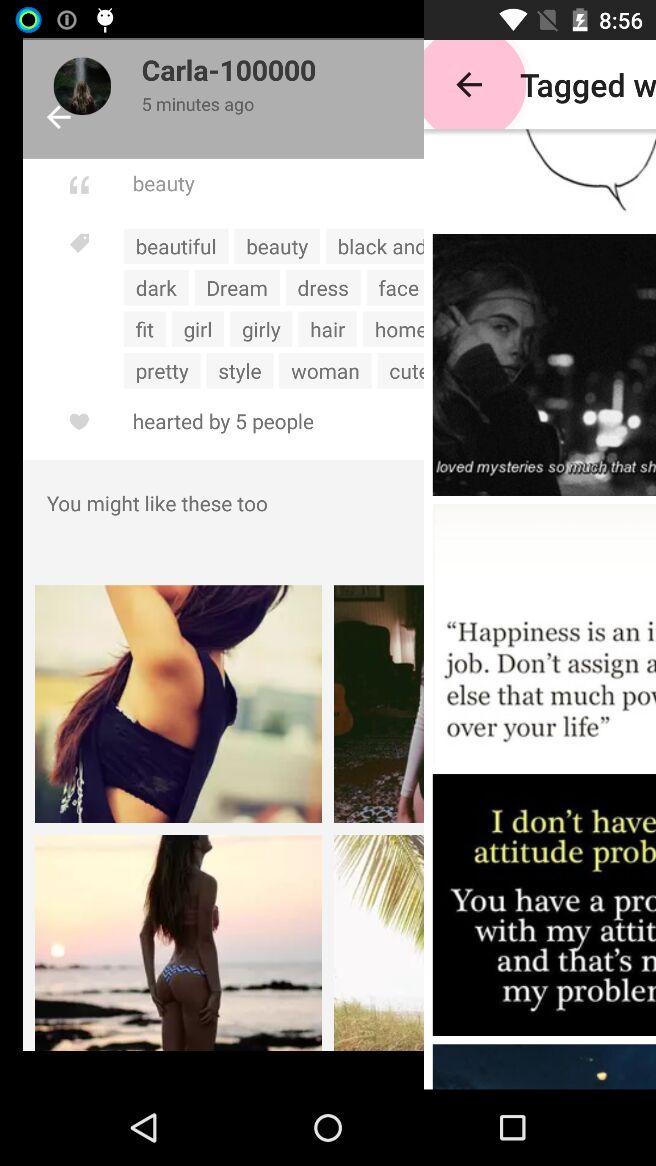 8:56
Carla-100000
5 minutes ago
Tagged w
beauty
beautiful beauty black and
dark Dream dress face
fit girl girly hair home
pretty style woman cute
hearted by 5 people
You might like these too
loved mysteries so much that sh
“Happiness is an i
job. Don’t assign a
else that much pow
over your life”
I don’t have
attitude prob
You have a pro
with my attit
and that’s n
my problem